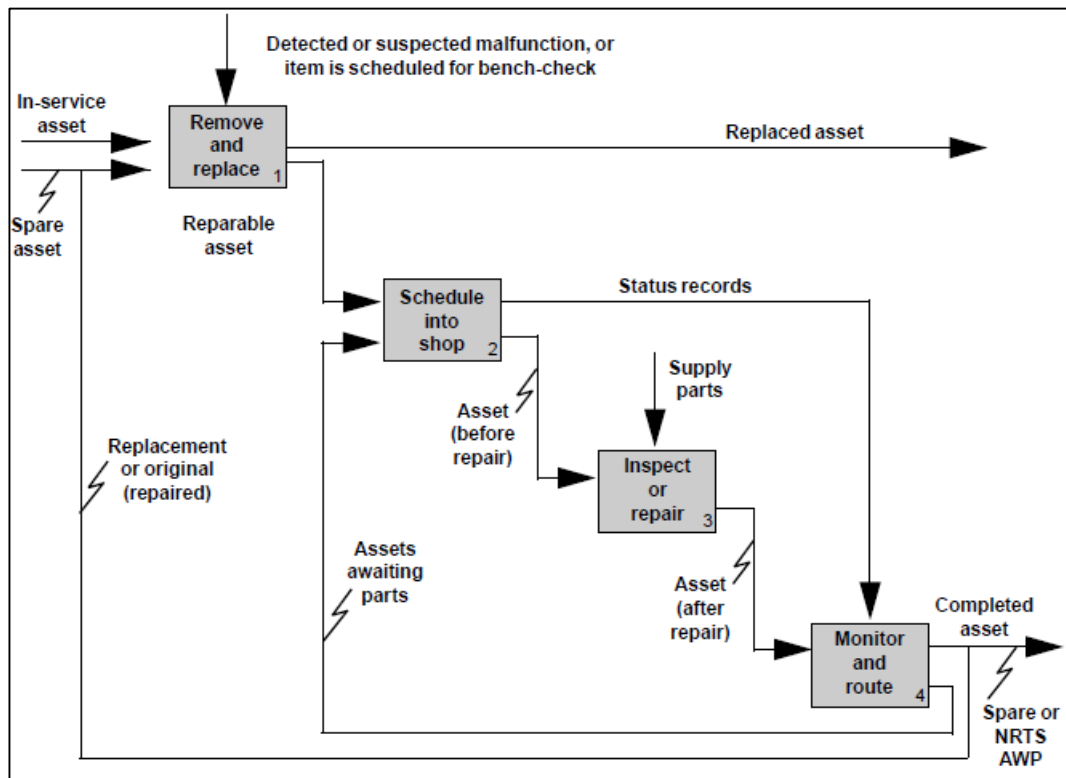 Detected or suspected malfunction, or
item is scheduled for bench-check
In-service
asset
Remove
and
replace
1
Replaced asset
Spare
asset
Reparable
asset
Schedule
into
shop
2
Status records
Supply
parts
Asset
(before
repair)
Replacement
or original
(repaired)
Inspect
or
repair
3
Assets
awaiting
parts
Asset
(after
repair)
Completed
asset
Monitor
and
route
4
Spare or
NRTS
AWP